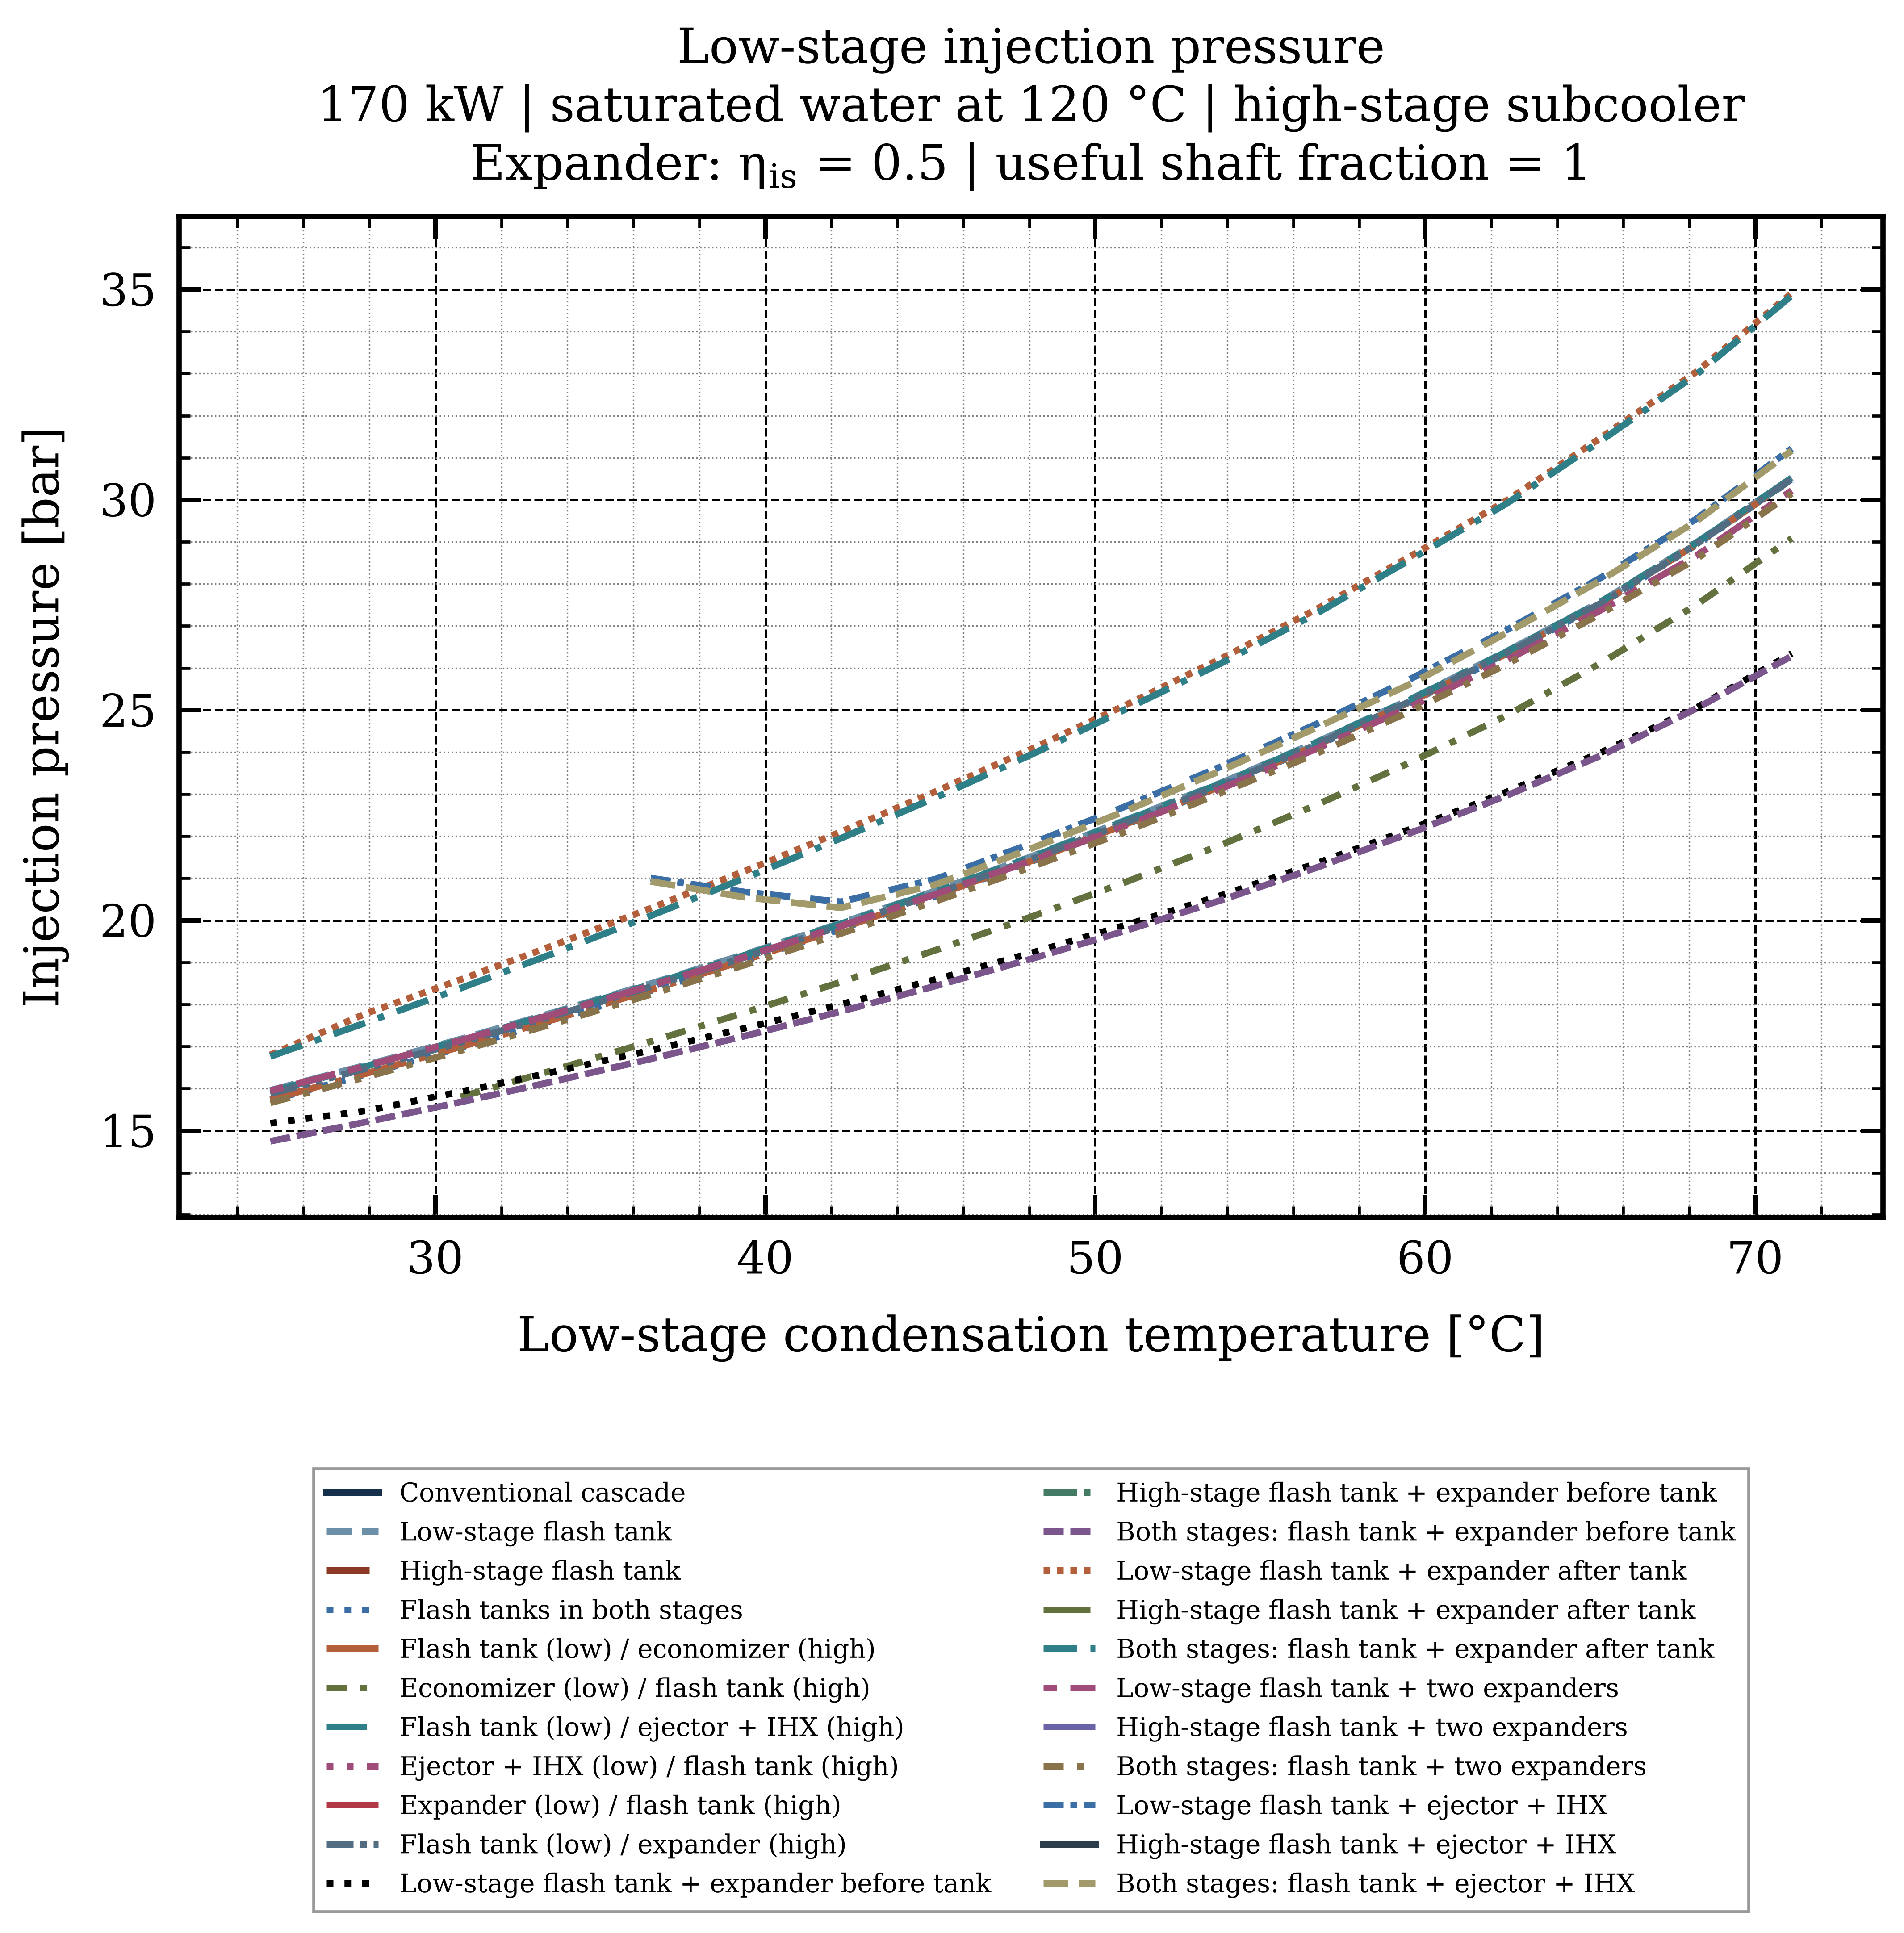 Low-stage injection pressure
170 kW | saturated water at 120 °C | high-stage subcooler
Expander: ηis = 0.5 | useful shaft fraction = 1
Injection pressure [bar]
35
30
25
20
15
30 40 50 60 70
Low-stage condensation temperature [°C]
Conventional cascade
Low-stage flash tank
High-stage flash tank
Flash tanks in both stages
Flash tank (low) / economizer (high)
Economizer (low) / flash tank (high)
Flash tank (low) / ejector + IHX (high)
Ejector + IHX (low) / flash tank (high)
Expander (low) / flash tank (high)
Flash tank (low) / expander (high)
Low-stage flash tank + expander before tank
High-stage flash tank + expander before tank
Both stages: flash tank + expander before tank
Low-stage flash tank + expander after tank
High-stage flash tank + expander after tank
Both stages: flash tank + expander after tank
Low-stage flash tank + two expanders
High-stage flash tank + two expanders
Both stages: flash tank + two expanders
Low-stage flash tank + ejector + IHX
High-stage flash tank + ejector + IHX
Both stages: flash tank + ejector + IHX